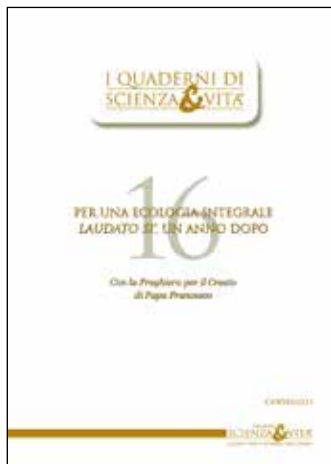 I QUADERNI DI
SCIENZA&VITA
16
PER UNA ECOLOGIA INTEGRALE
LAUDATO SI', UN ANNO DOPO
Con la Preghiera per il Creato
di Papa Francesco
CANTAGALLI
SCIENZA&VITA